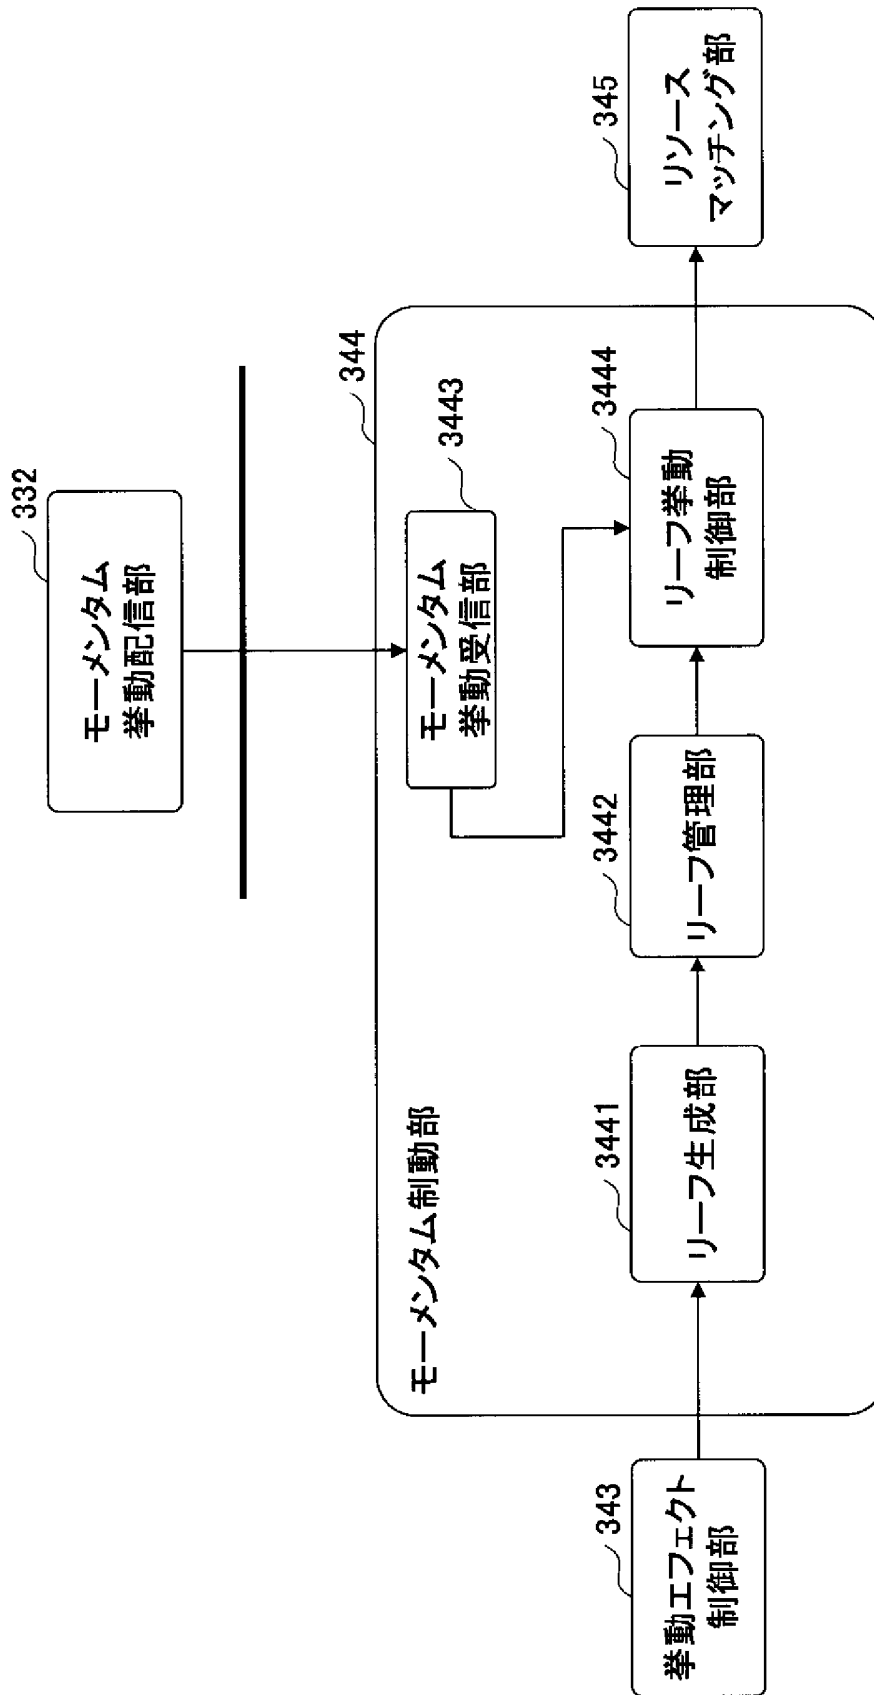 332
モーメンタム
挙動配信部
344
モーメンタム制動部
3443
モーメンタム
挙動受信部
343
挙動エフェクト
制御部
3441
リーフ生成部
3442
リーフ管理部
3444
リーフ挙動
制御部
345
リソース
マッチング部